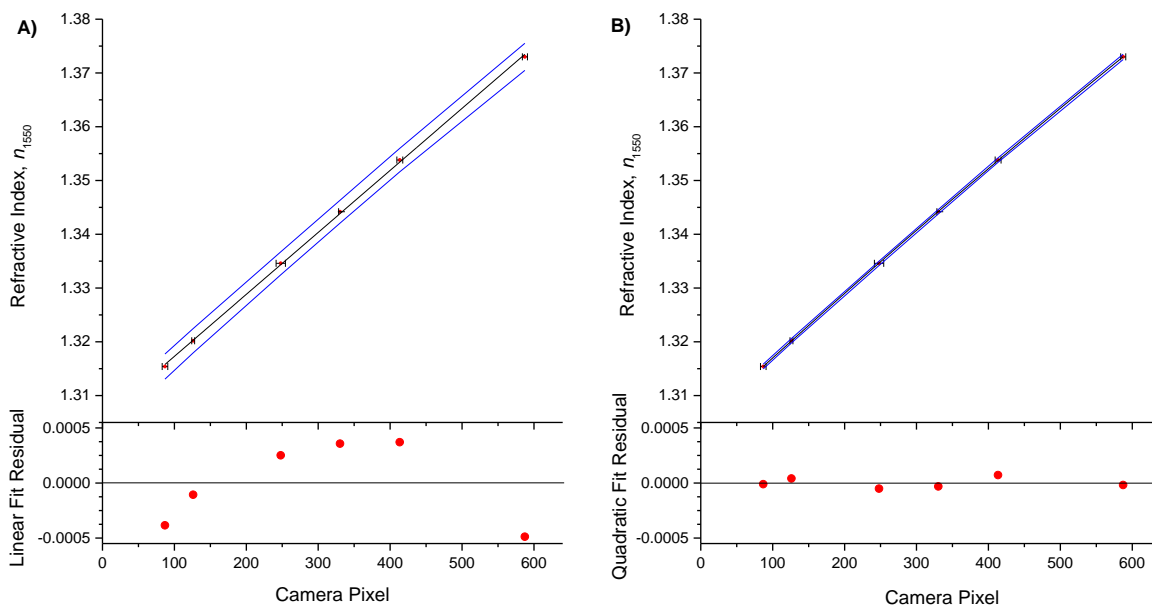 A)
1.38
1.37
1.36
1.35
1.34
1.33
1.32
1.31
Refractive Index, n1550
0.0005
0.0000
-0.0005
Linear Fit Residual
0 100 200 300 400 500 600
Camera Pixel
B)
1.38
1.37
1.36
1.35
1.34
1.33
1.32
1.31
Refractive Index, n1550
0.0005
0.0000
-0.0005
Quadratic Fit Residual
0 100 200 300 400 500 600
Camera Pixel